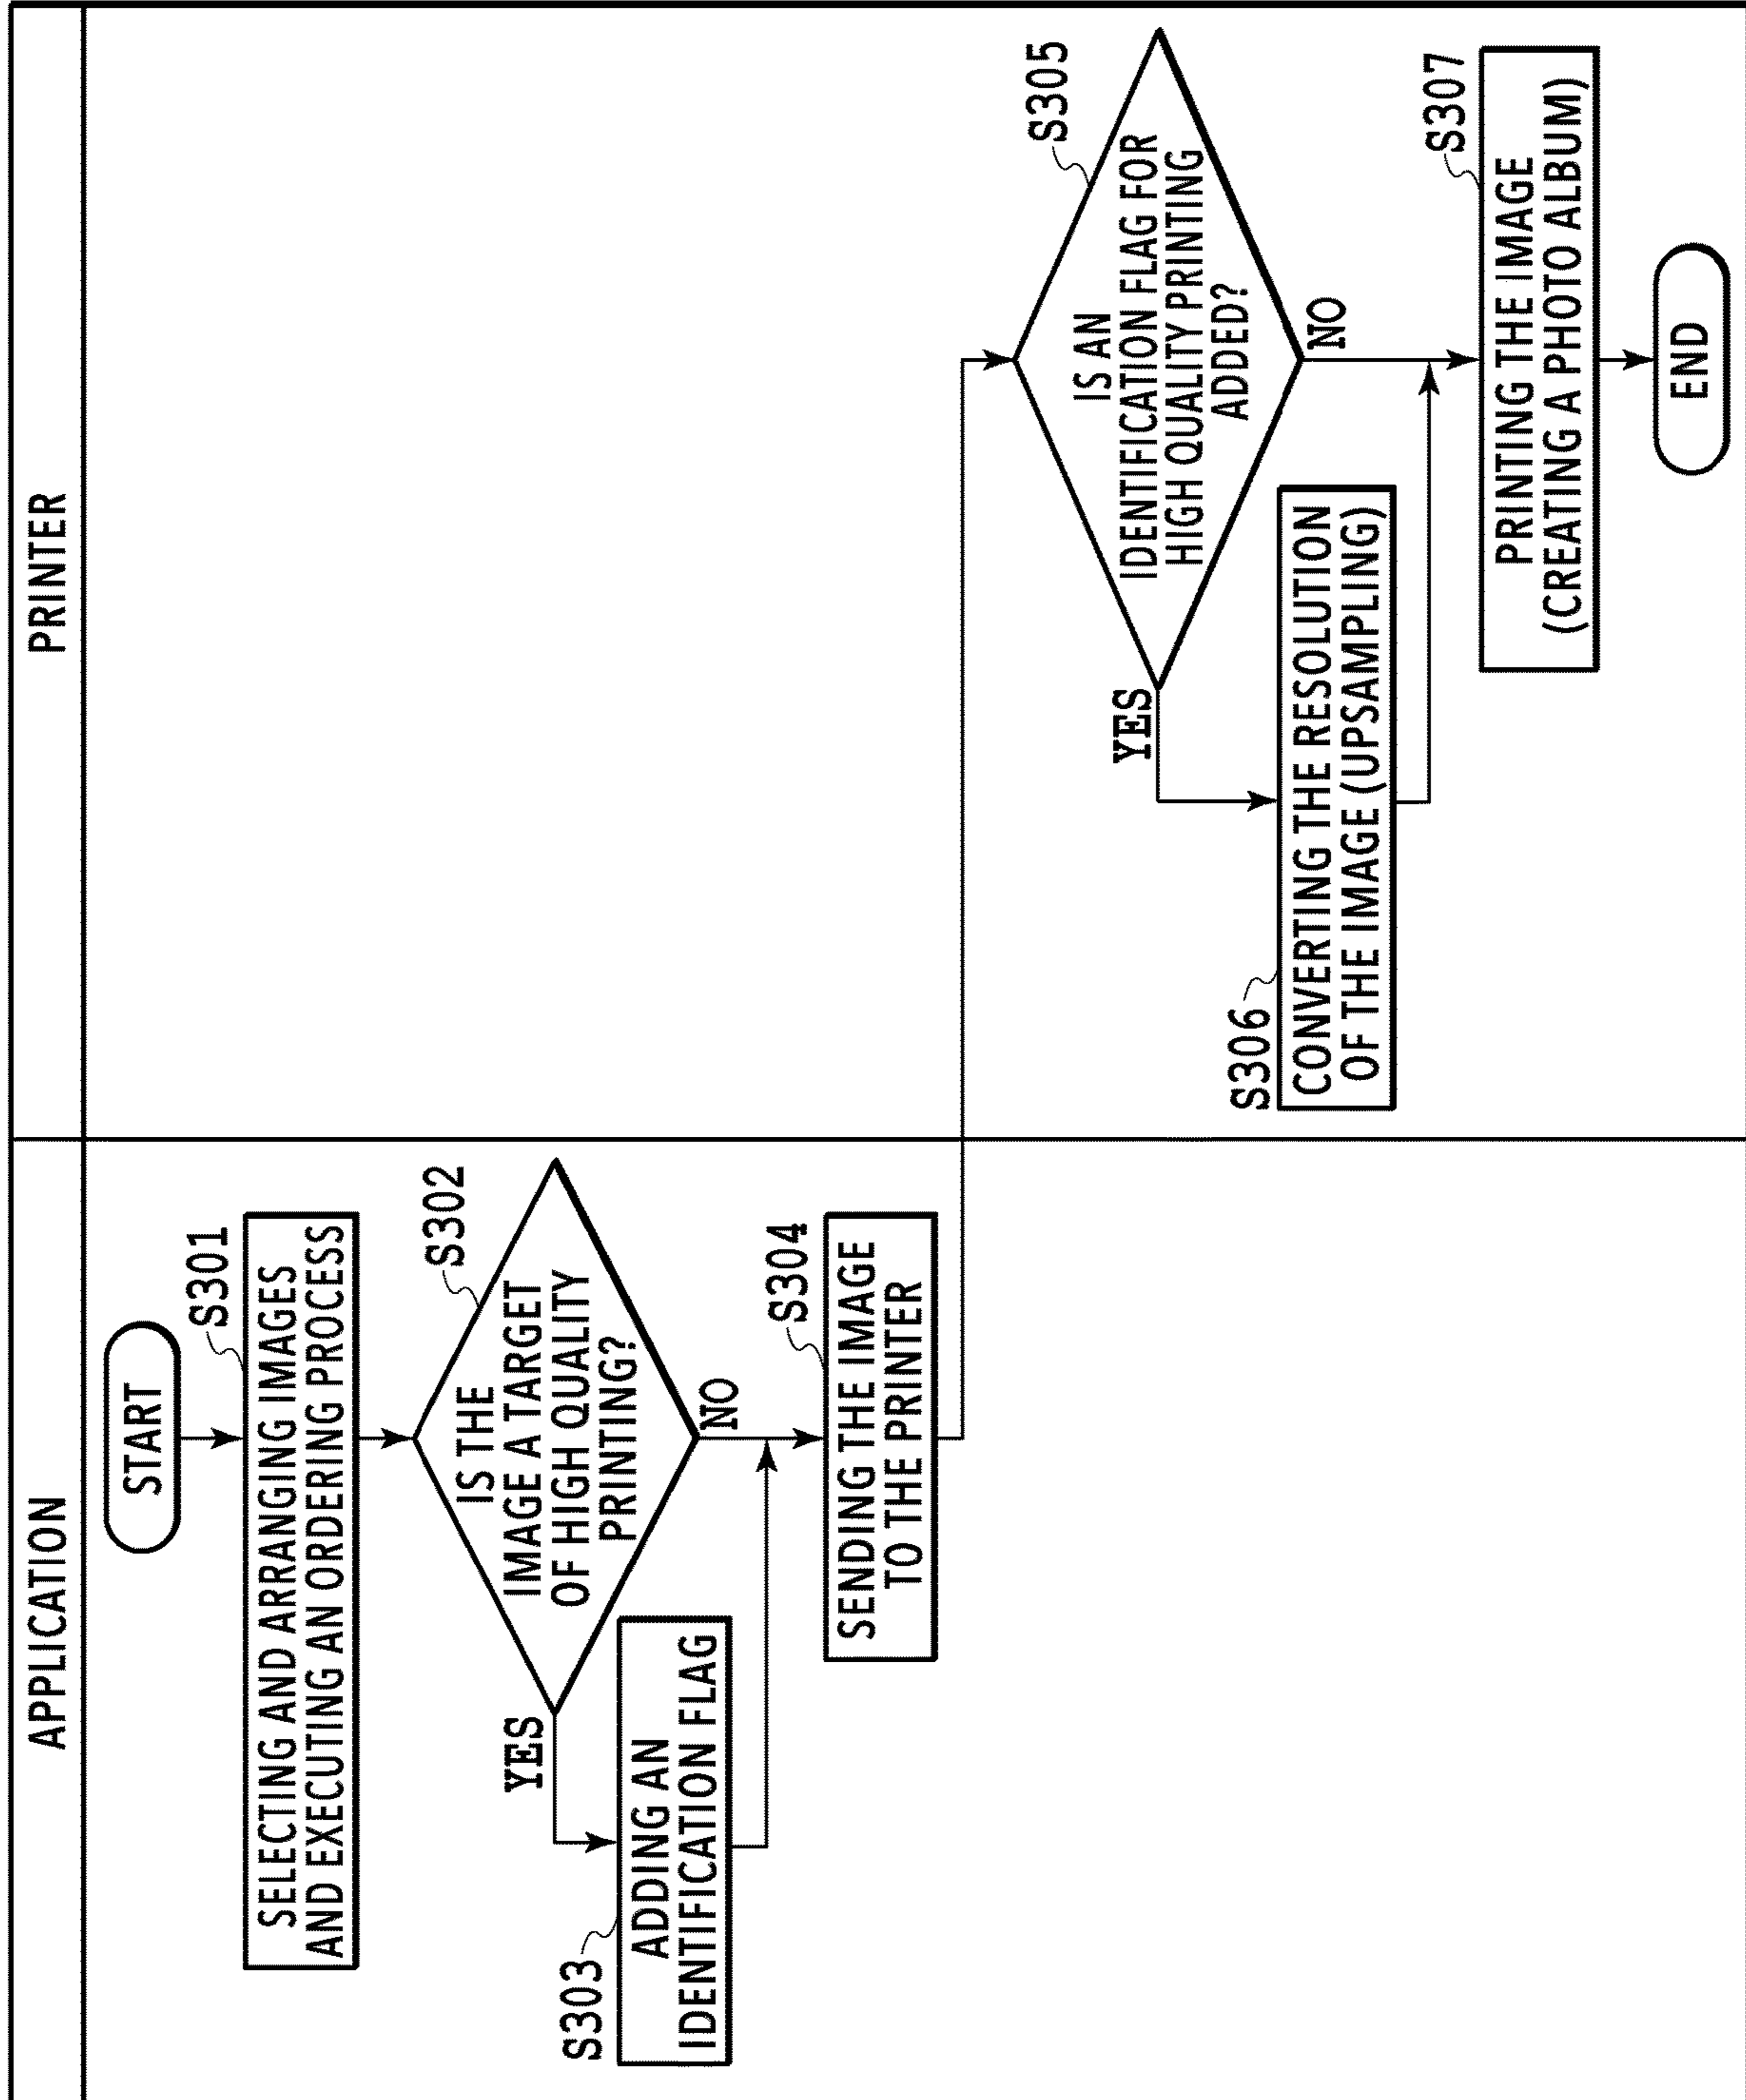 APPLICATION
PRINTER
START
S301
SELECTING AND ARRANGING IMAGES
AND EXECUTING AN ORDERING PROCESS
S302
IS THE
IMAGE A TARGET
OF HIGH QUALITY
PRINTING?
YES
NO
S303
ADDING AN
IDENTIFICATION FLAG
S304
SENDING THE IMAGE
TO THE PRINTER
S305
IS AN
IDENTIFICATION FLAG FOR
HIGH QUALITY PRINTING
ADDED?
YES
NO
S306
CONVERTING THE RESOLUTION
OF THE IMAGE (UPSAMPLING)
S307
PRINTING THE IMAGE
(CREATING A PHOTO ALBUM)
END